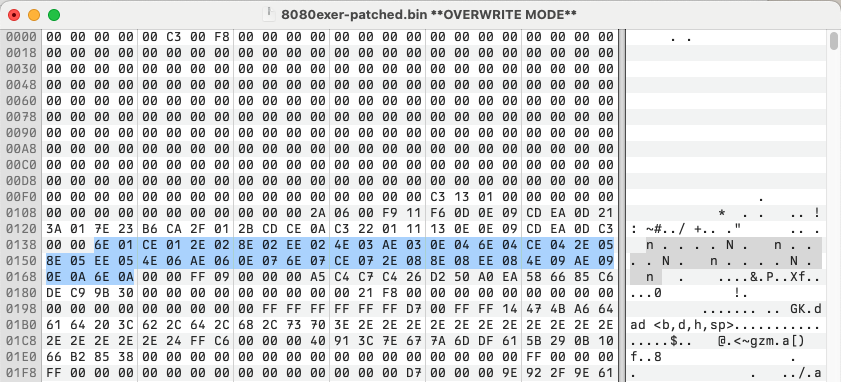 8080exer-patched.bin **OVERWRITE MODE**
0000 00 00 00 00 00 C3 00 F8 00 00 00 00 00 00 00 00 00 00 00 00 00 00 00 00 . .
0018 00 00 00 00 00 00 00 00 00 00 00 00 00 00 00 00 00 00 00 00 00 00 00 00
0030 00 00 00 00 00 00 00 00 00 00 00 00 00 00 00 00 00 00 00 00 00 00 00 00
0048 00 00 00 00 00 00 00 00 00 00 00 00 00 00 00 00 00 00 00 00 00 00 00 00
0060 00 00 00 00 00 00 00 00 00 00 00 00 00 00 00 00 00 00 00 00 00 00 00 00
0078 00 00 00 00 00 00 00 00 00 00 00 00 00 00 00 00 00 00 00 00 00 00 00 00
0090 00 00 00 00 00 00 00 00 00 00 00 00 00 00 00 00 00 00 00 00 00 00 00 00
00A8 00 00 00 00 00 00 00 00 00 00 00 00 00 00 00 00 00 00 00 00 00 00 00 00
00C0 00 00 00 00 00 00 00 00 00 00 00 00 00 00 00 00 00 00 00 00 00 00 00 00
00D8 00 00 00 00 00 00 00 00 00 00 00 00 00 00 00 00 00 00 00 00 00 00 00 00
00F0 00 00 00 00 00 00 00 00 00 00 00 00 00 00 00 00 C3 13 01 00 00 00 00 00 .
0108 00 00 00 00 00 00 00 00 00 00 00 2A 06 00 F9 11 F6 0D 0E 09 CD EA 0D 21 * . . .. !
0120 3A 01 7E 23 B6 CA 2F 01 2B CD CE 0A C3 22 01 11 13 0E 0E 09 CD EA 0D C3 : ~#../ +.. ." .. .
0138 00 00 6E 01 CE 01 2E 02 8E 02 EE 02 4E 03 AE 03 0E 04 6E 04 CE 04 2E 05 n . . . . N . n . .
0150 8E 05 EE 05 4E 06 AE 06 0E 07 6E 07 CE 07 2E 08 8E 08 EE 08 4E 09 AE 09 . . N . n . . . . N .
0168 0E 0A 6E 0A 00 00 FF 09 00 00 00 A5 C4 C7 C4 26 D2 50 A0 EA 58 66 85 C6 n . ....&.P..Xf..
0180 DE C9 9B 30 00 00 00 00 00 00 00 00 00 21 F8 00 00 00 00 00 00 00 00 00 ...0 !.
0198 00 00 00 00 00 00 00 00 00 FF FF FF FF FF FF D7 00 FF FF 14 47 4B A6 64 ....... .. GK.d
01B0 61 64 20 3C 62 2C 64 2C 68 2C 73 70 3E 2E 2E 2E 2E 2E 2E 2E 2E 2E 2E 2E ad <b,d,h,sp>...........
01C8 2E 2E 2E 2E 2E 24 FF C6 00 00 00 40 91 3C 7E 67 7A 6D DF 61 5B 29 0B 10 .....$.. @.<~gzm.a[)
01E0 66 B2 85 38 00 00 00 00 00 00 00 00 00 00 00 00 00 00 00 00 FF 00 00 00 f..8 .
01F8 FF 00 00 00 00 00 00 00 00 00 00 00 00 00 00 D7 00 00 00 9E 92 2F 9E 61 . . ../.a